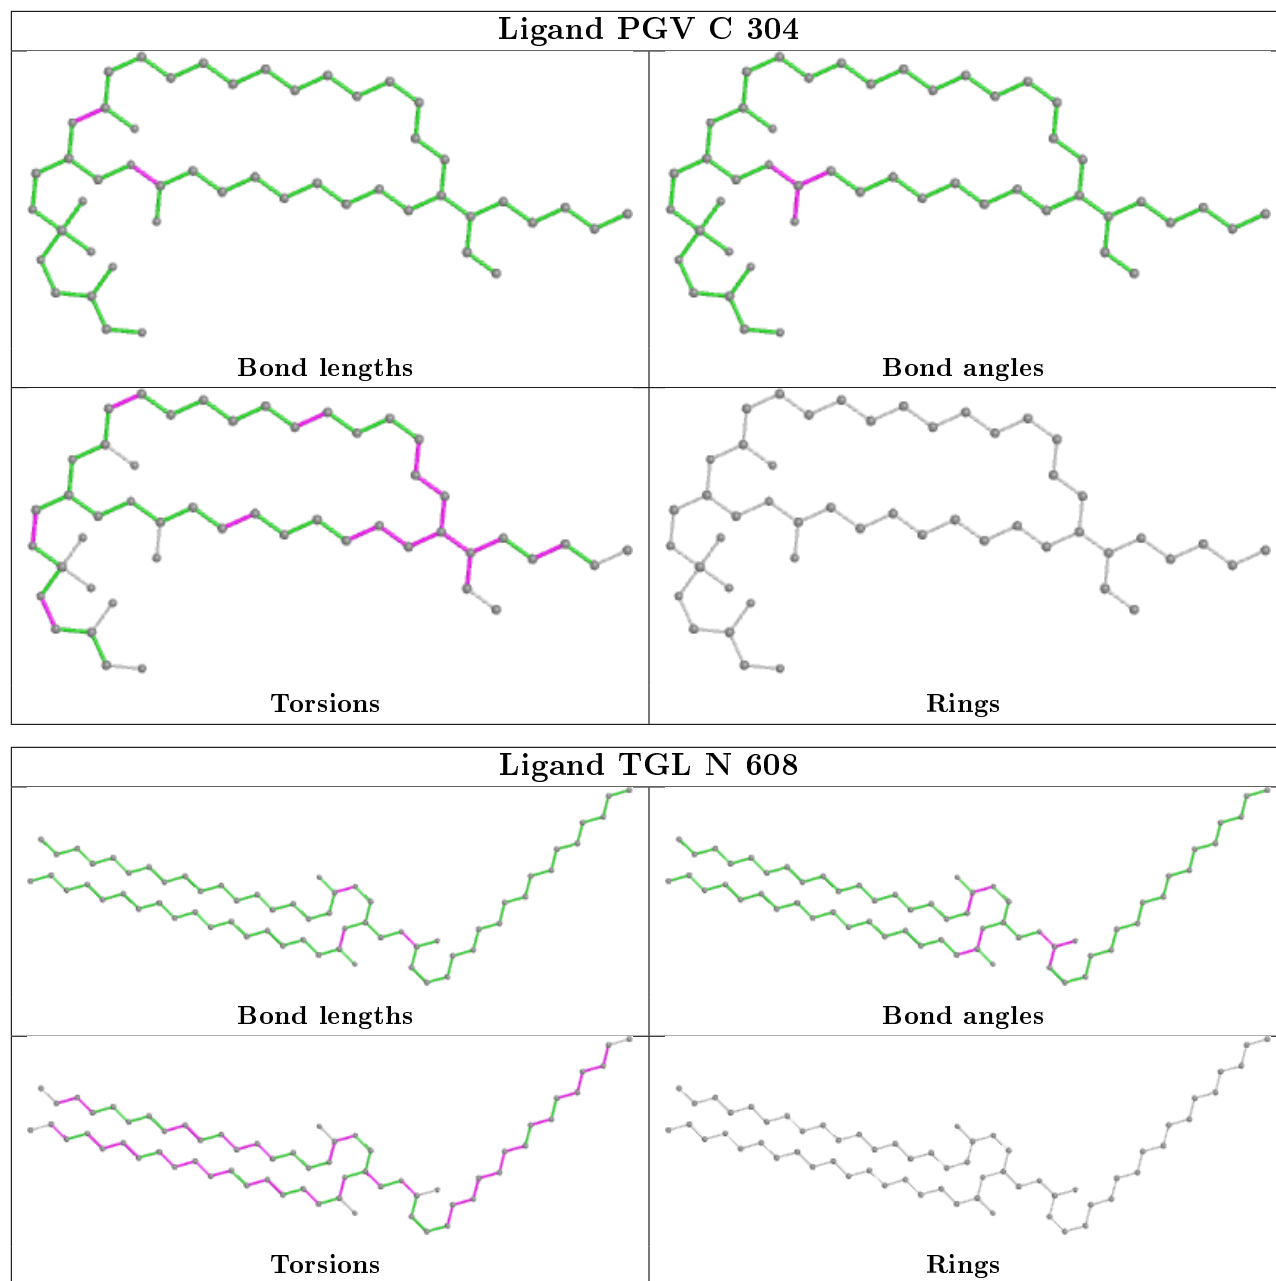 Ligand PGV C 304
Bond lengths
Bond angles
Torsions
Rings
Ligand TGL N 608
Bond lengths
Bond angles
Torsions
Rings